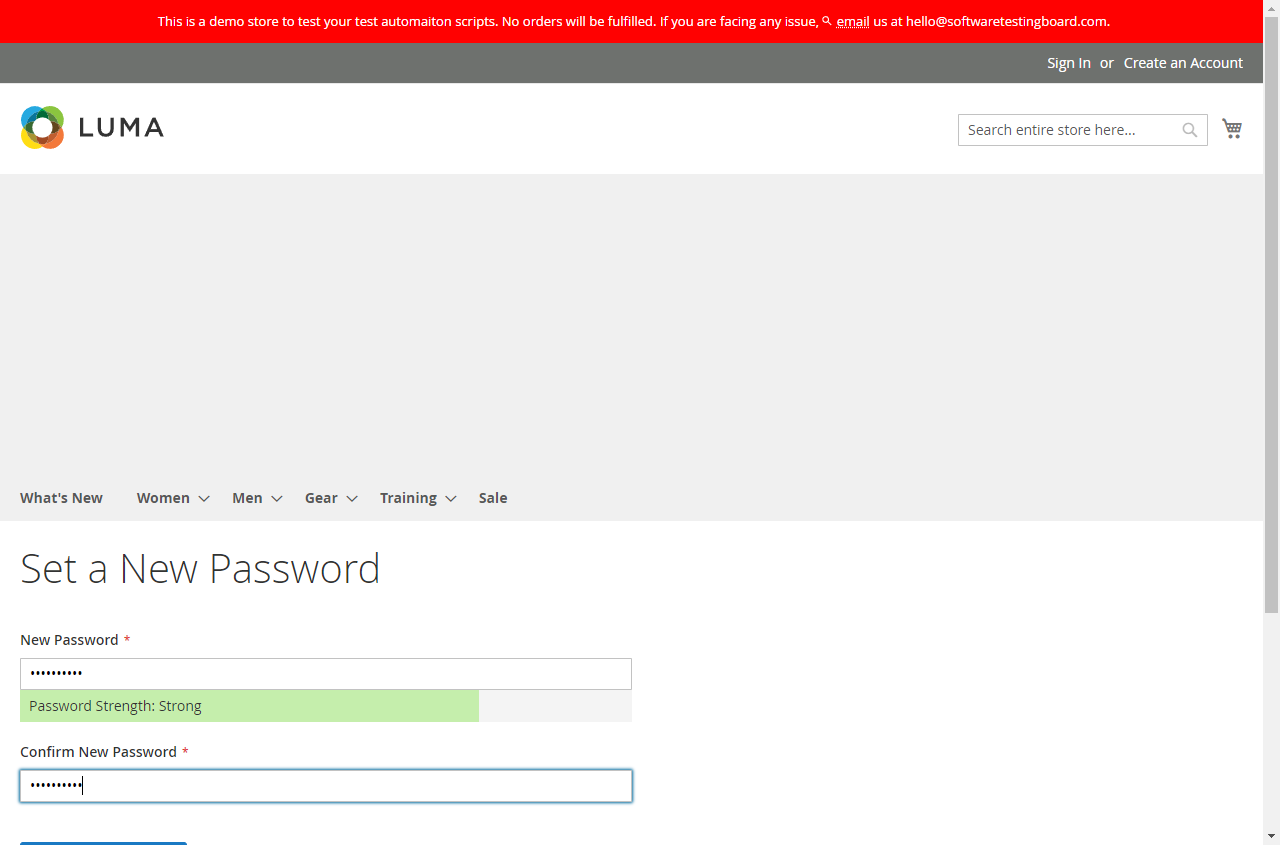 This is a demo store to test your test automaiton scripts. No orders will be fulfilled. If you are facing any issue, email us at hello@softwaretestingboard.com.
Sign In or Create an Account
LUMA
Search entire store here...
What's New Women Men Gear Training Sale
Set a New Password
New Password *
••••••••••
Password Strength: Strong
Confirm New Password *
••••••••••